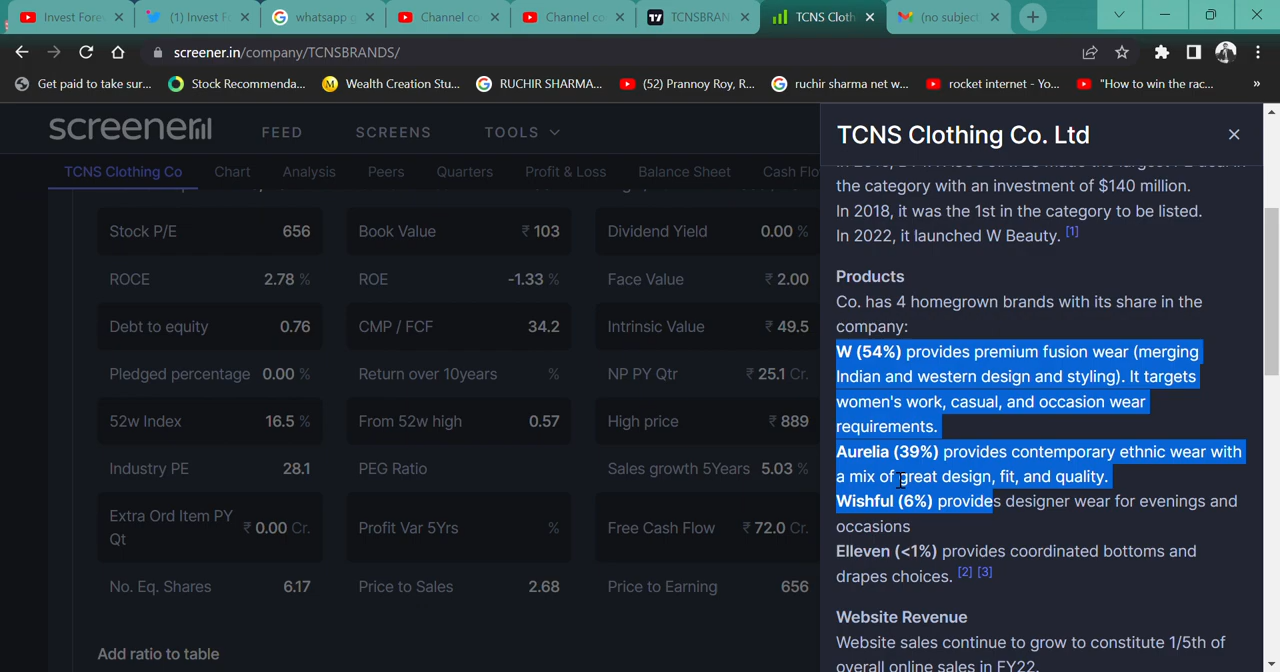 Invest Fores
(1) Invest F
whatsapp g
Channel co
Channel co
TCNSBRAN
TCNS Cloth
(no subject
screener.in/company/TCNSBRANDS/
Get paid to take sur...
Stock Recommenda...
Wealth Creation Stu...
RUCHIR SHARMA...
(52) Prannoy Roy, R...
ruchir sharma net w...
rocket internet - Yo...
"How to win the rac...
»
screener
FEED
SCREENS
TOOLS
TCNS Clothing Co
Chart
Analysis
Peers
Quarters
Profit & Loss
Balance Sheet
Cash Flo
Stock P/E 656
Book Value ₹ 103
Dividend Yield 0.00 %
ROCE 2.78 %
ROE -1.33 %
Face Value ₹ 2.00
Debt to equity 0.76
CMP / FCF 34.2
Intrinsic Value ₹ 49.5
Pledged percentage 0.00 %
Return over 10years %
NP PY Qtr ₹ 25.1 Cr.
52w Index 16.5 %
From 52w high 0.57
High price ₹ 889
Industry PE 28.1
PEG Ratio
Sales growth 5Years 5.03 %
Extra Ord Item PY
Qt ₹ 0.00 Cr.
Profit Var 5Yrs %
Free Cash Flow ₹ 72.0 Cr.
No. Eq. Shares 6.17
Price to Sales 2.68
Price to Earning 656
Add ratio to table
TCNS Clothing Co. Ltd
the category with an investment of $140 million.
In 2018, it was the 1st in the category to be listed.
In 2022, it launched W Beauty. [1]
Products
Co. has 4 homegrown brands with its share in the
company:
W (54%) provides premium fusion wear (merging
Indian and western design and styling). It targets
women's work, casual, and occasion wear
requirements.
Aurelia (39%) provides contemporary ethnic wear with
a mix of great design, fit, and quality.
Wishful (6%) provides designer wear for evenings and
occasions
Elleven (<1%) provides coordinated bottoms and
drapes choices. [2] [3]
Website Revenue
Website sales continue to grow to constitute 1/5th of
overall online sales in FY22.